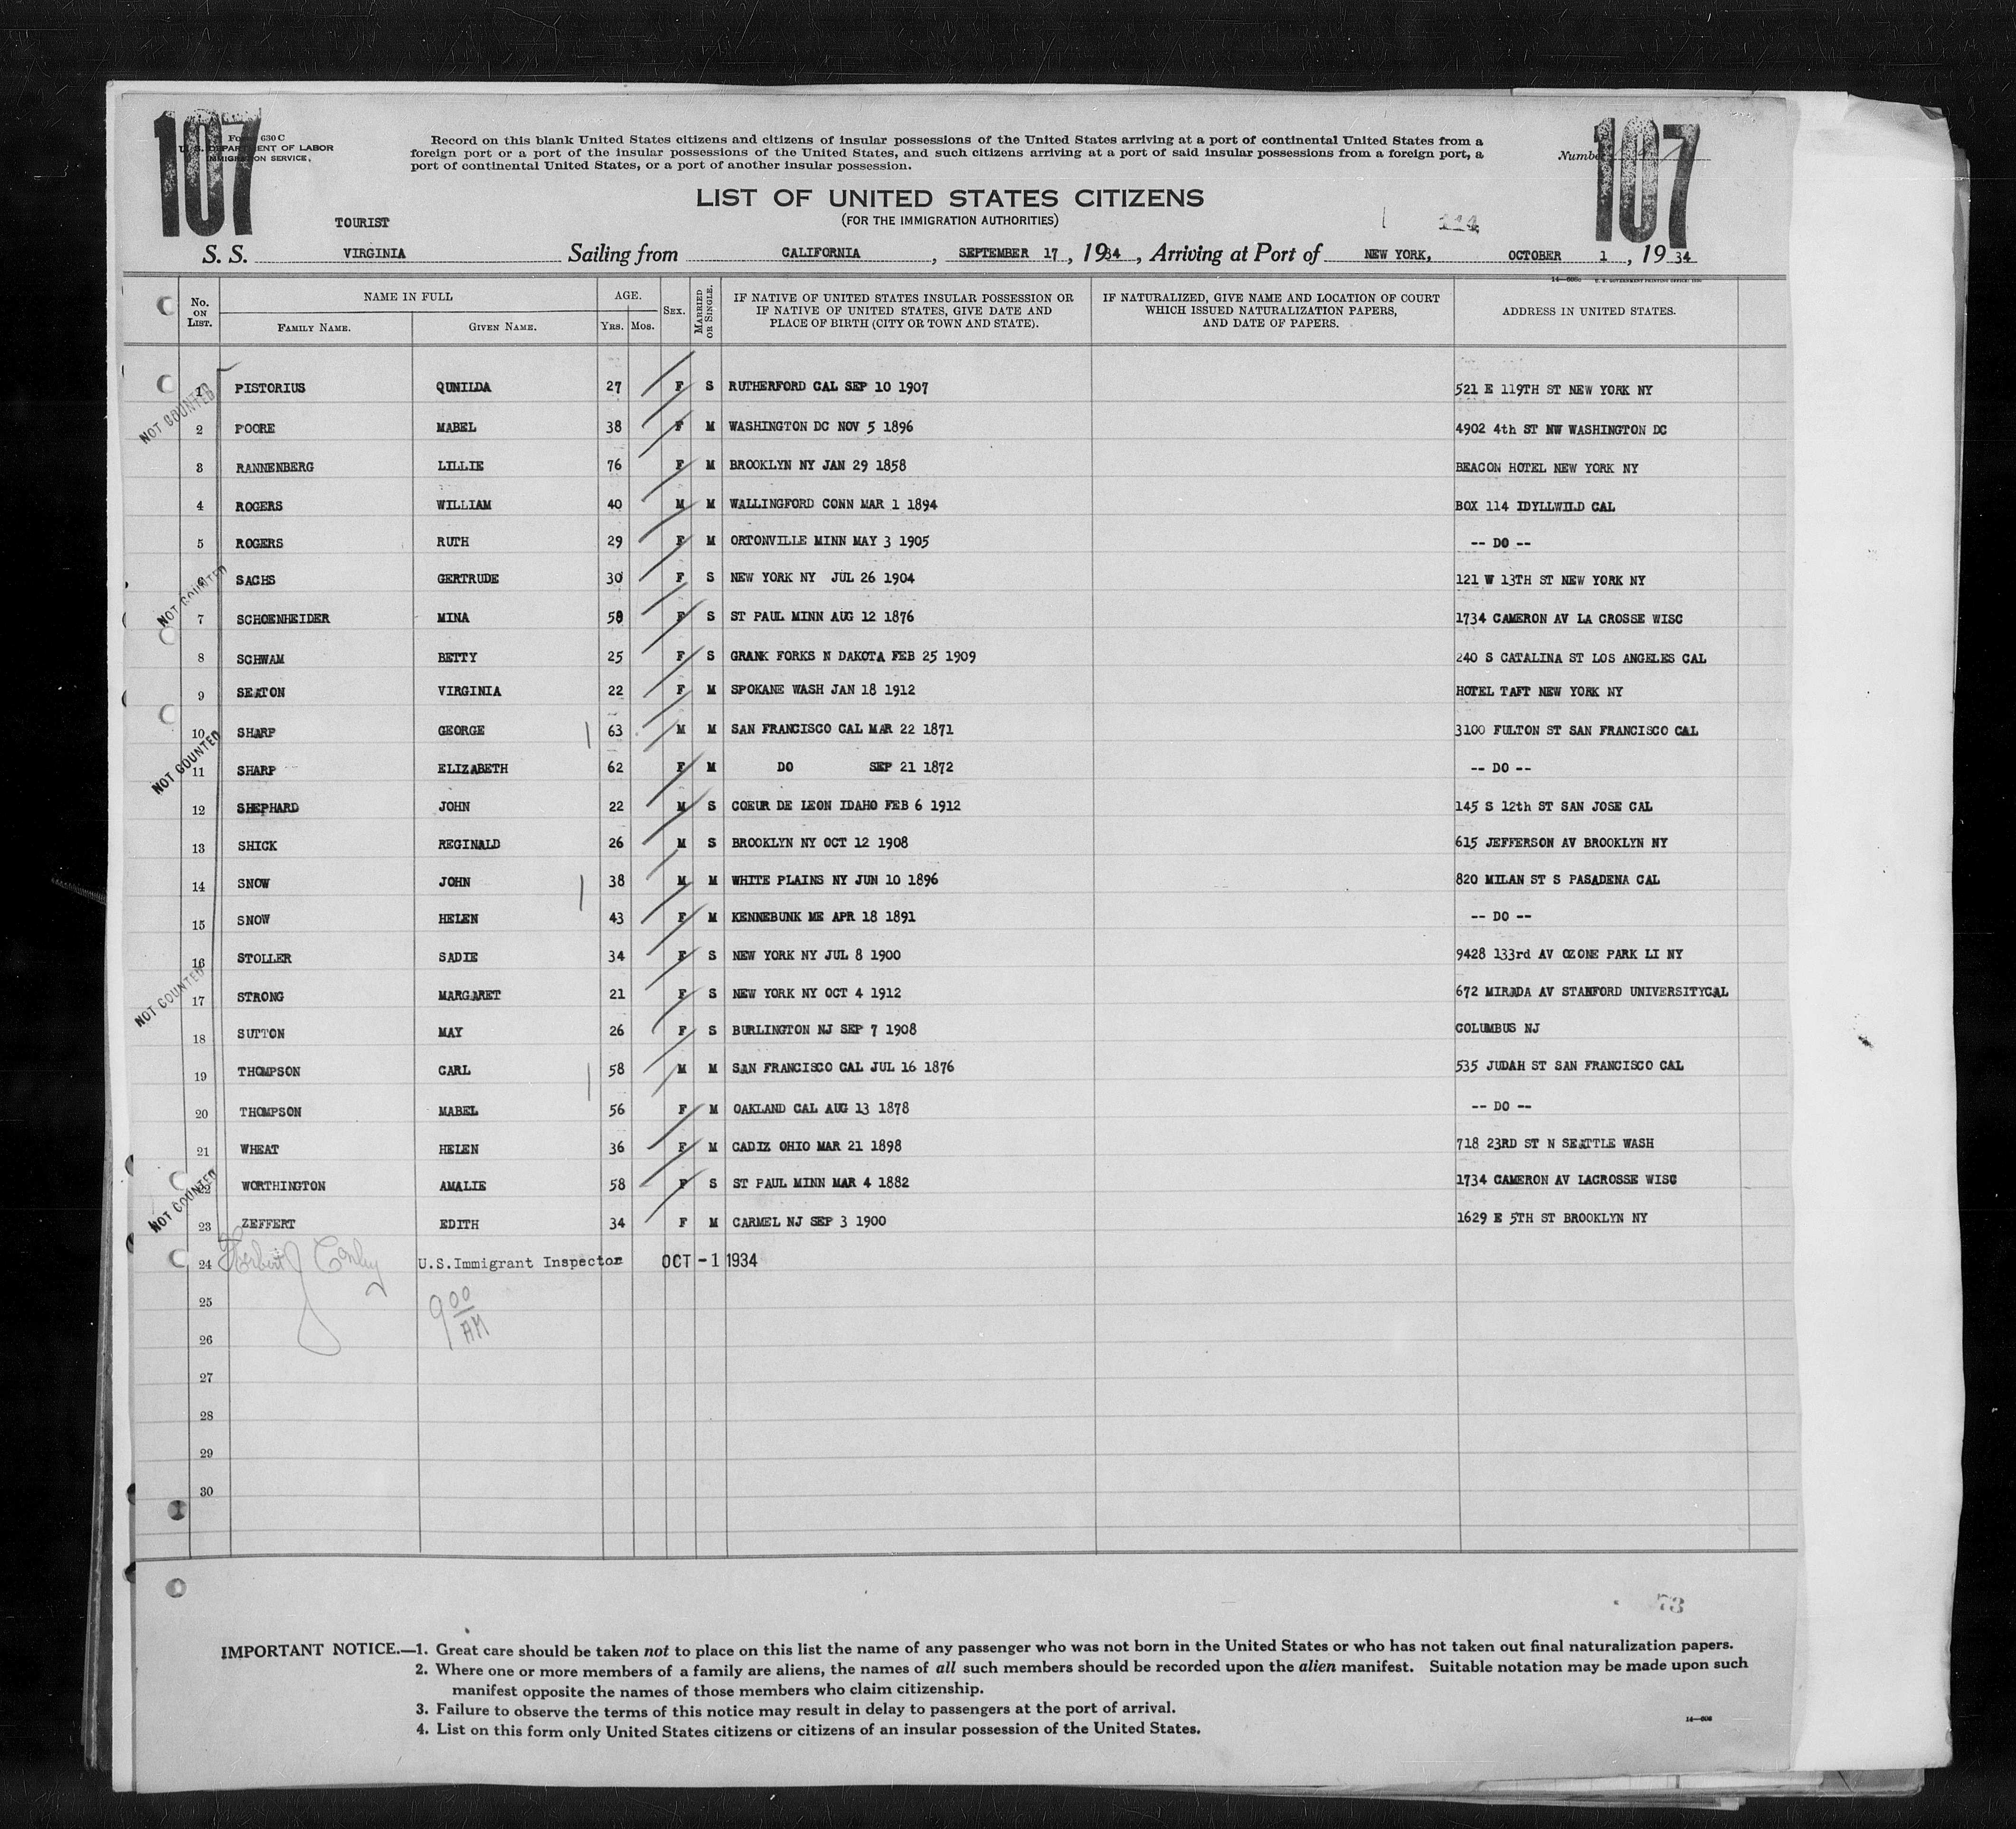 107
107
Form 630 C
U. S. DEPARTMENT OF LABOR
IMMIGRATION SERVICE,
Record on this blank United States citizens and citizens of insular possessions of the United States arriving at a port of continental United States from a
foreign port or a port of the insular possessions of the United States, and such citizens arriving at a port of said insular possessions from a foreign port, a
port of continental United States, or a port of another insular possession.
Number
LIST OF UNITED STATES CITIZENS
(FOR THE IMMIGRATION AUTHORITIES)
TOURIST
S. S. VIRGINIA Sailing from CALIFORNIA, SEPTEMBER 17, 1934, Arriving at Port of NEW YORK, OCTOBER 1, 1934
No. ON LIST. NAME IN FULL FAMILY NAME. GIVEN NAME. AGE. YRS. MOS. SEX. MARRIED OR SINGLE. IF NATIVE OF UNITED STATES INSULAR POSSESSION OR IF NATIVE OF UNITED STATES, GIVE DATE AND PLACE OF BIRTH (CITY OR TOWN AND STATE). IF NATURALIZED, GIVE NAME AND LOCATION OF COURT WHICH ISSUED NATURALIZATION PAPERS, AND DATE OF PAPERS. ADDRESS IN UNITED STATES.
1 PISTORIUS QUNILDA 27 F S RUTHERFORD CAL SEP 10 1907 521 E 119TH ST NEW YORK NY
NOT COUNTED
2 POORE MABEL 38 F M WASHINGTON DC NOV 5 1896 4902 4th ST NW WASHINGTON DC
3 RANNENBERG LILLIE 76 F M BROOKLYN NY JAN 29 1858 BEACON HOTEL NEW YORK NY
4 ROGERS WILLIAM 40 M M WALLINGFORD CONN MAR 1 1894 BOX 114 IDYLLWILD CAL
5 ROGERS RUTH 29 F M ORTONVILLE MINN MAY 3 1905 -- DO --
6 SACHS GERTRUDE 30 F S NEW YORK NY JUL 26 1904 121 W 13TH ST NEW YORK NY
NOT COUNTED
7 SCHOENHEIDER MINA 58 F S ST PAUL MINN AUG 12 1876 1734 CAMERON AV LA CROSSE WISC
8 SCHWAM BETTY 25 F S GRANK FORKS N DAKOTA FEB 25 1909 240 S CATALINA ST LOS ANGELES CAL
9 SEATON VIRGINIA 22 F M SPOKANE WASH JAN 18 1912 HOTEL TAFT NEW YORK NY
10 SHARP GEORGE 63 M M SAN FRANCISCO CAL MAR 22 1871 3100 FULTON ST SAN FRANCISCO CAL
NOT COUNTED
11 SHARP ELIZABETH 62 F M DO SEP 21 1872 -- DO --
12 SHEPHARD JOHN 22 M S COEUR DE LEON IDAHO FEB 6 1912 145 S 12th ST SAN JOSE CAL
13 SHICK REGINALD 26 M S BROOKLYN NY OCT 12 1908 615 JEFFERSON AV BROOKLYN NY
14 SNOW JOHN 38 M M WHITE PLAINS NY JUN 10 1896 820 MILAN ST S PASADENA CAL
15 SNOW HELEN 43 F M KENNEBUNK ME APR 18 1891 -- DO --
16 STOLLER SADIE 34 F S NEW YORK NY JUL 8 1900 9428 133rd AV OZONE PARK LI NY
NOT COUNTED
17 STRONG MARGARET 21 F S NEW YORK NY OCT 4 1912 672 MIRADA AV STANFORD UNIVERSITYCAL
18 SUTTON MAY 26 F S BURLINGTON NJ SEP 7 1908 COLUMBUS NJ
19 THOMPSON CARL 58 M M SAN FRANCISCO CAL JUL 16 1876 535 JUDAH ST SAN FRANCISCO CAL
20 THOMPSON MABEL 56 F M OAKLAND CAL AUG 13 1878 -- DO --
21 WHEAT HELEN 36 F M CADIZ OHIO MAR 21 1898 718 23RD ST N SEATTLE WASH
22 WORTHINGTON AMALIE 58 F S ST PAUL MINN MAR 4 1882 1734 CAMERON AV LACROSSE WISC
NOT COUNTED
23 ZEFFERT EDITH 34 F M CARMEL NJ SEP 3 1900 1629 E 5TH ST BROOKLYN NY
24 U.S.Immigrant Inspector OCT - 1 1934
25
9 00 AM
26
27
28
29
30
73
IMPORTANT NOTICE.—1. Great care should be taken not to place on this list the name of any passenger who was not born in the United States or who has not taken out final naturalization papers.
2. Where one or more members of a family are aliens, the names of all such members should be recorded upon the alien manifest. Suitable notation may be made upon such
manifest opposite the names of those members who claim citizenship.
3. Failure to observe the terms of this notice may result in delay to passengers at the port of arrival.
4. List on this form only United States citizens or citizens of an insular possession of the United States.